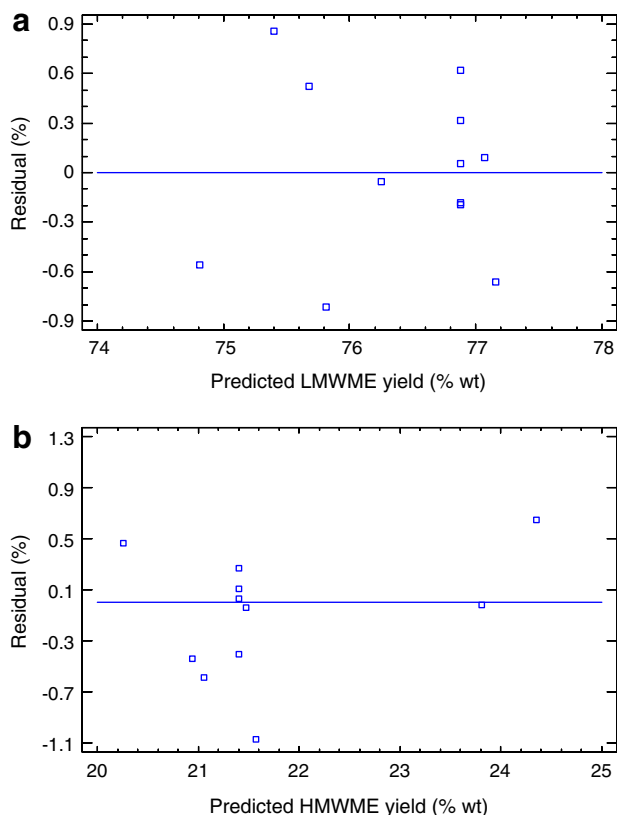 a
0.9
0.6
0.3
0
-0.3
-0.6
-0.9
Residual (%)
74 75 76 77 78
Predicted LMWME yield (% wt)
b
1.3
0.9
0.5
0.1
-0.3
-0.7
-1.1
Residual (%)
20 21 22 23 24 25
Predicted HMWME yield (% wt)